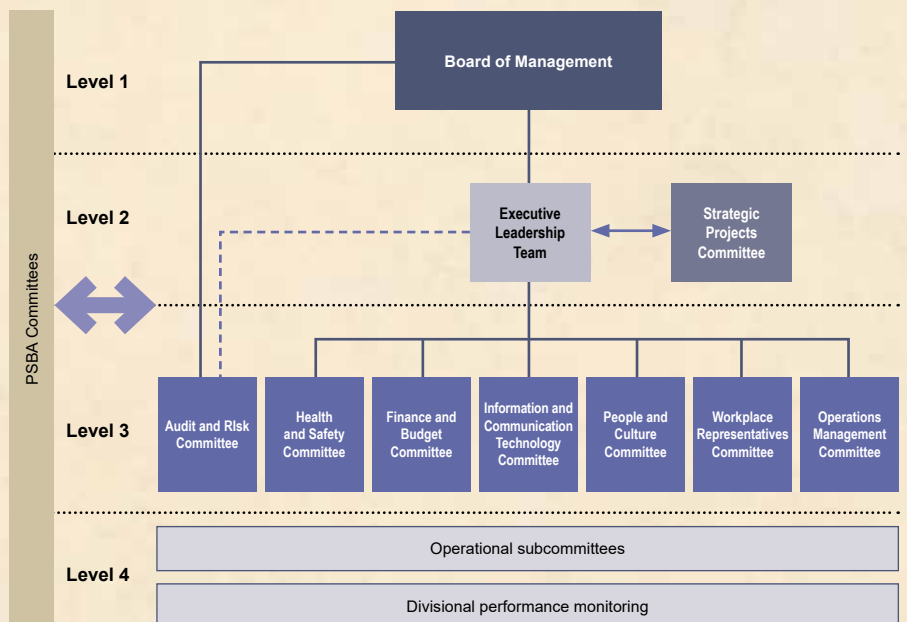 PSBA Committees
Level 1
Board of Management
Level 2
Executive
Leadership
Team
Strategic
Projects
Committee
Level 3
Audit and RIsk
Committee
Health
and Safety
Committee
Finance and
Budget
Committee
Information and
Communication
Technology
Committee
People and
Culture
Committee
Workplace
Representatives
Committee
Operations
Management
Committee
Level 4
Operational subcommittees
Divisional performance monitoring